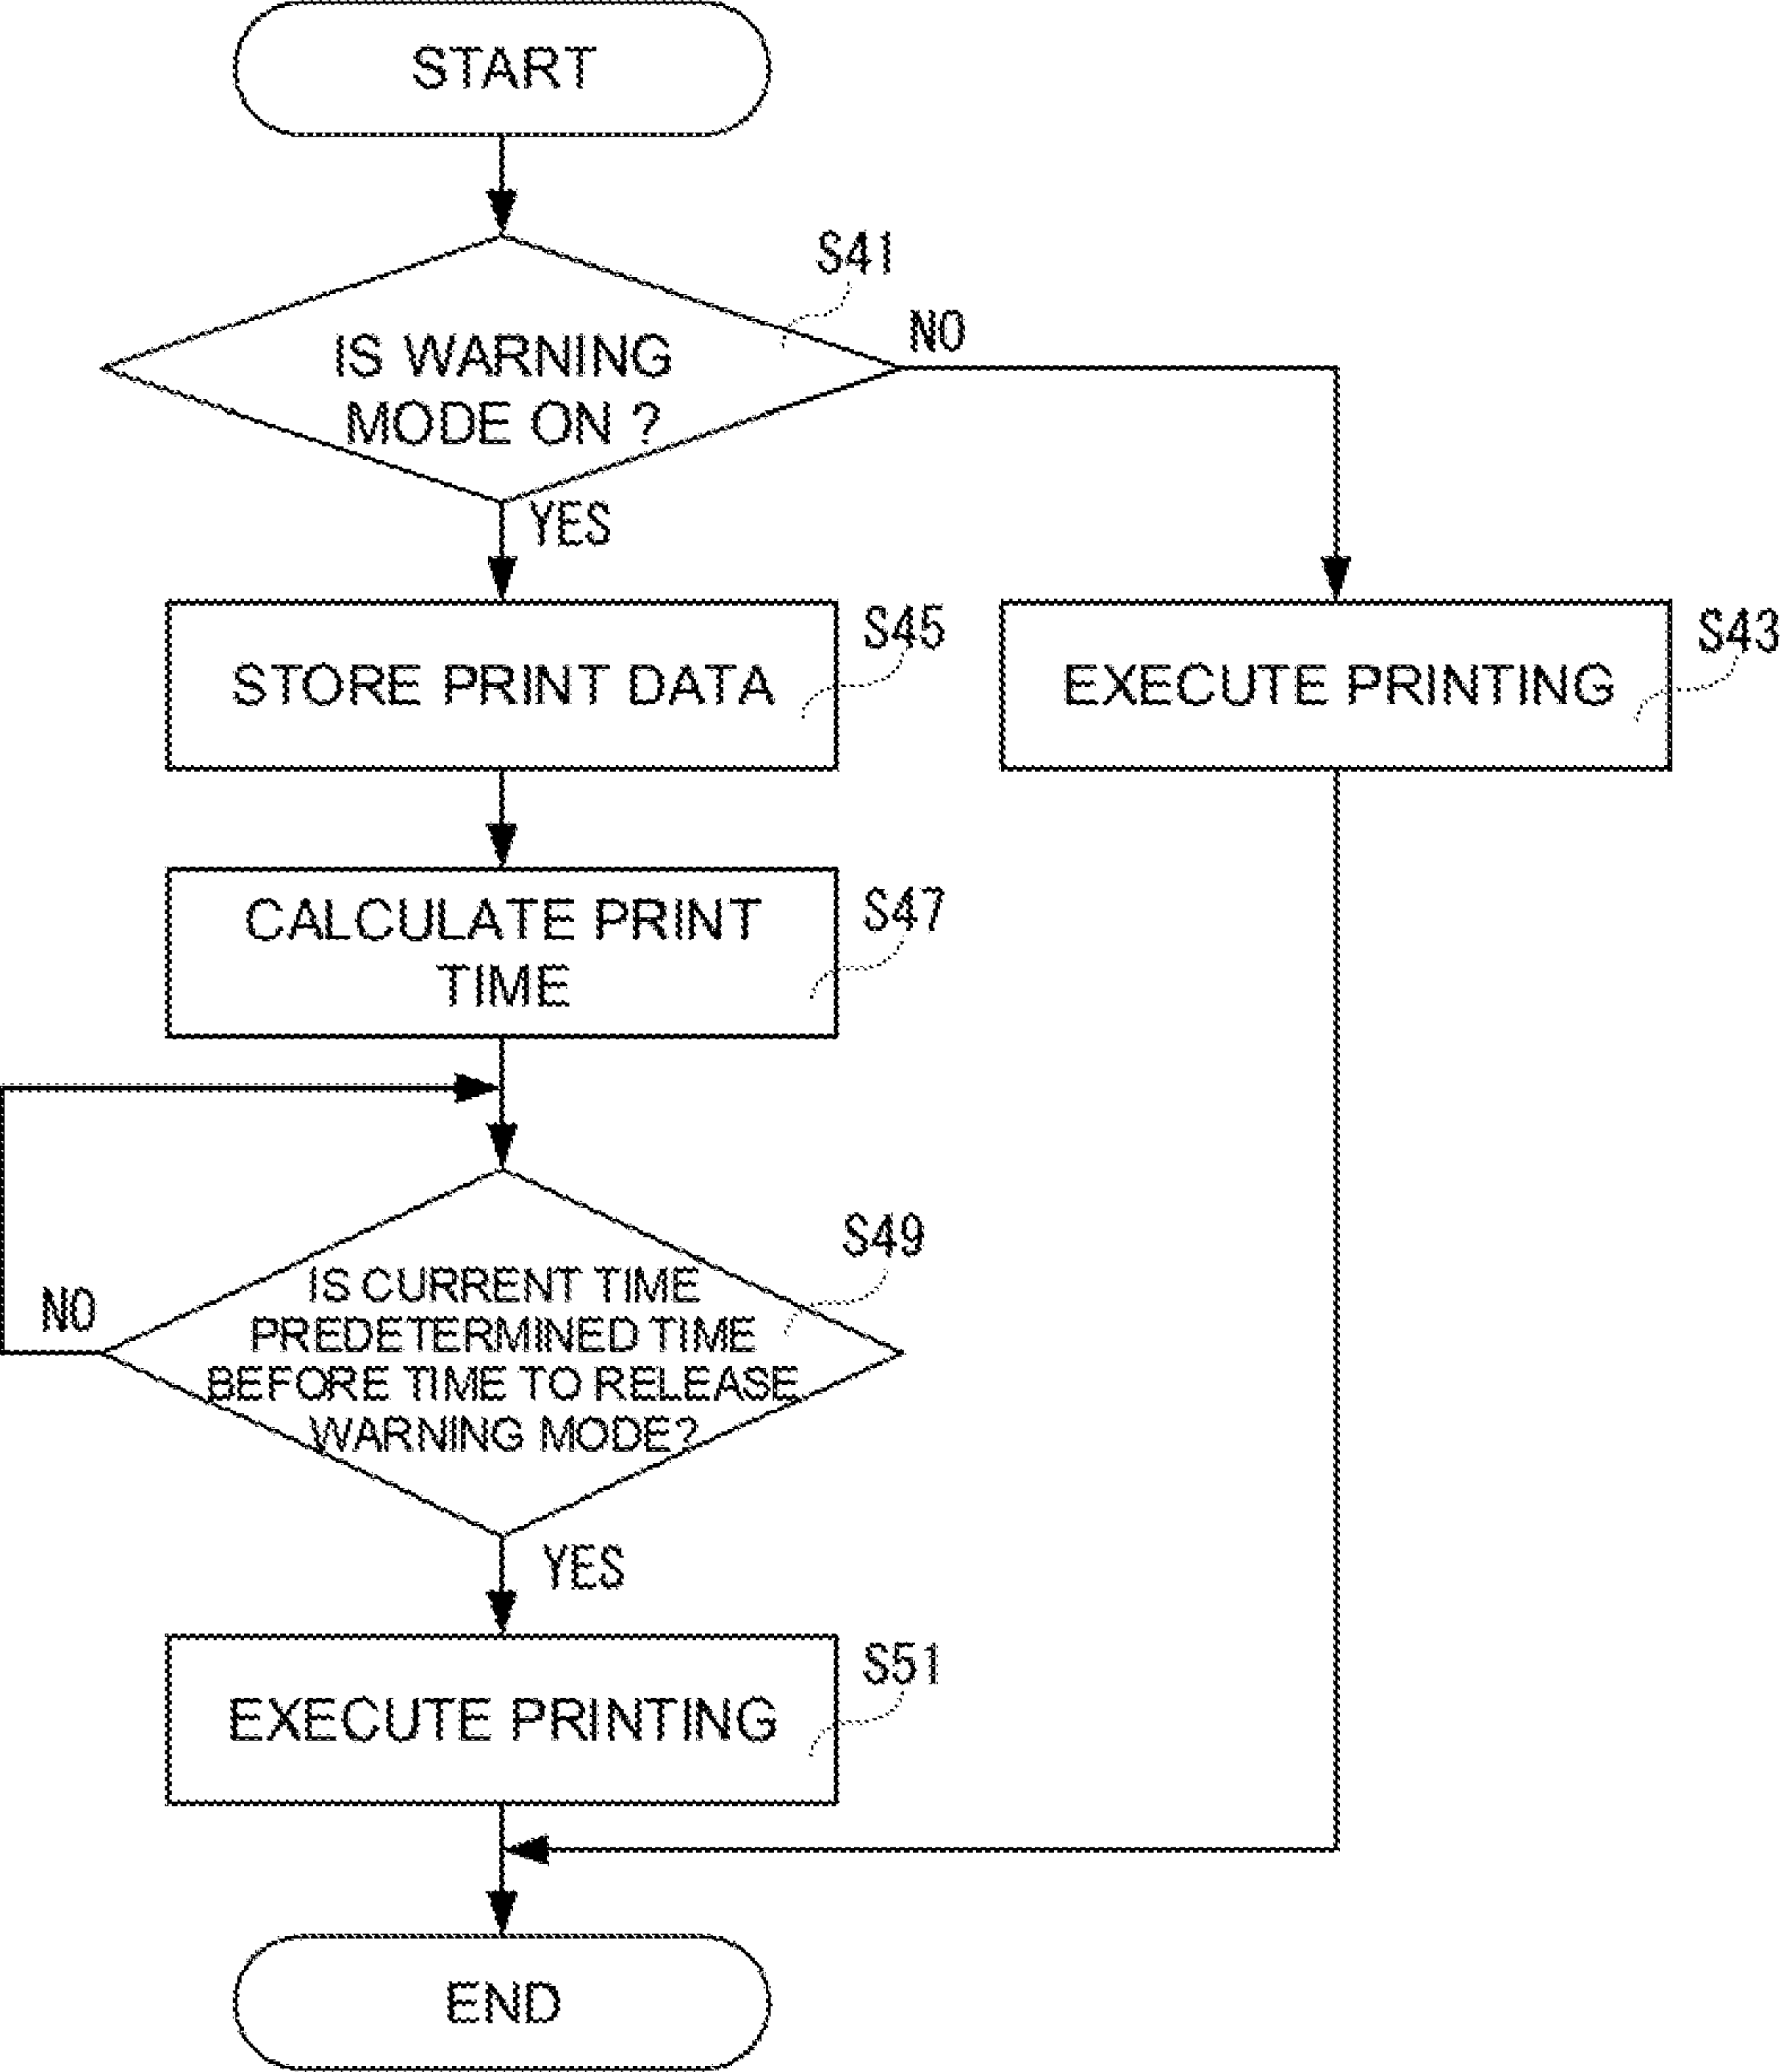 START
S41
NO
IS WARNING
MODE ON ?
YES
S45
STORE PRINT DATA
S43
EXECUTE PRINTING
S47
CALCULATE PRINT
TIME
S49
NO
IS CURRENT TIME
PREDETERMINED TIME
BEFORE TIME TO RELEASE
WARNING MODE?
YES
S51
EXECUTE PRINTING
END